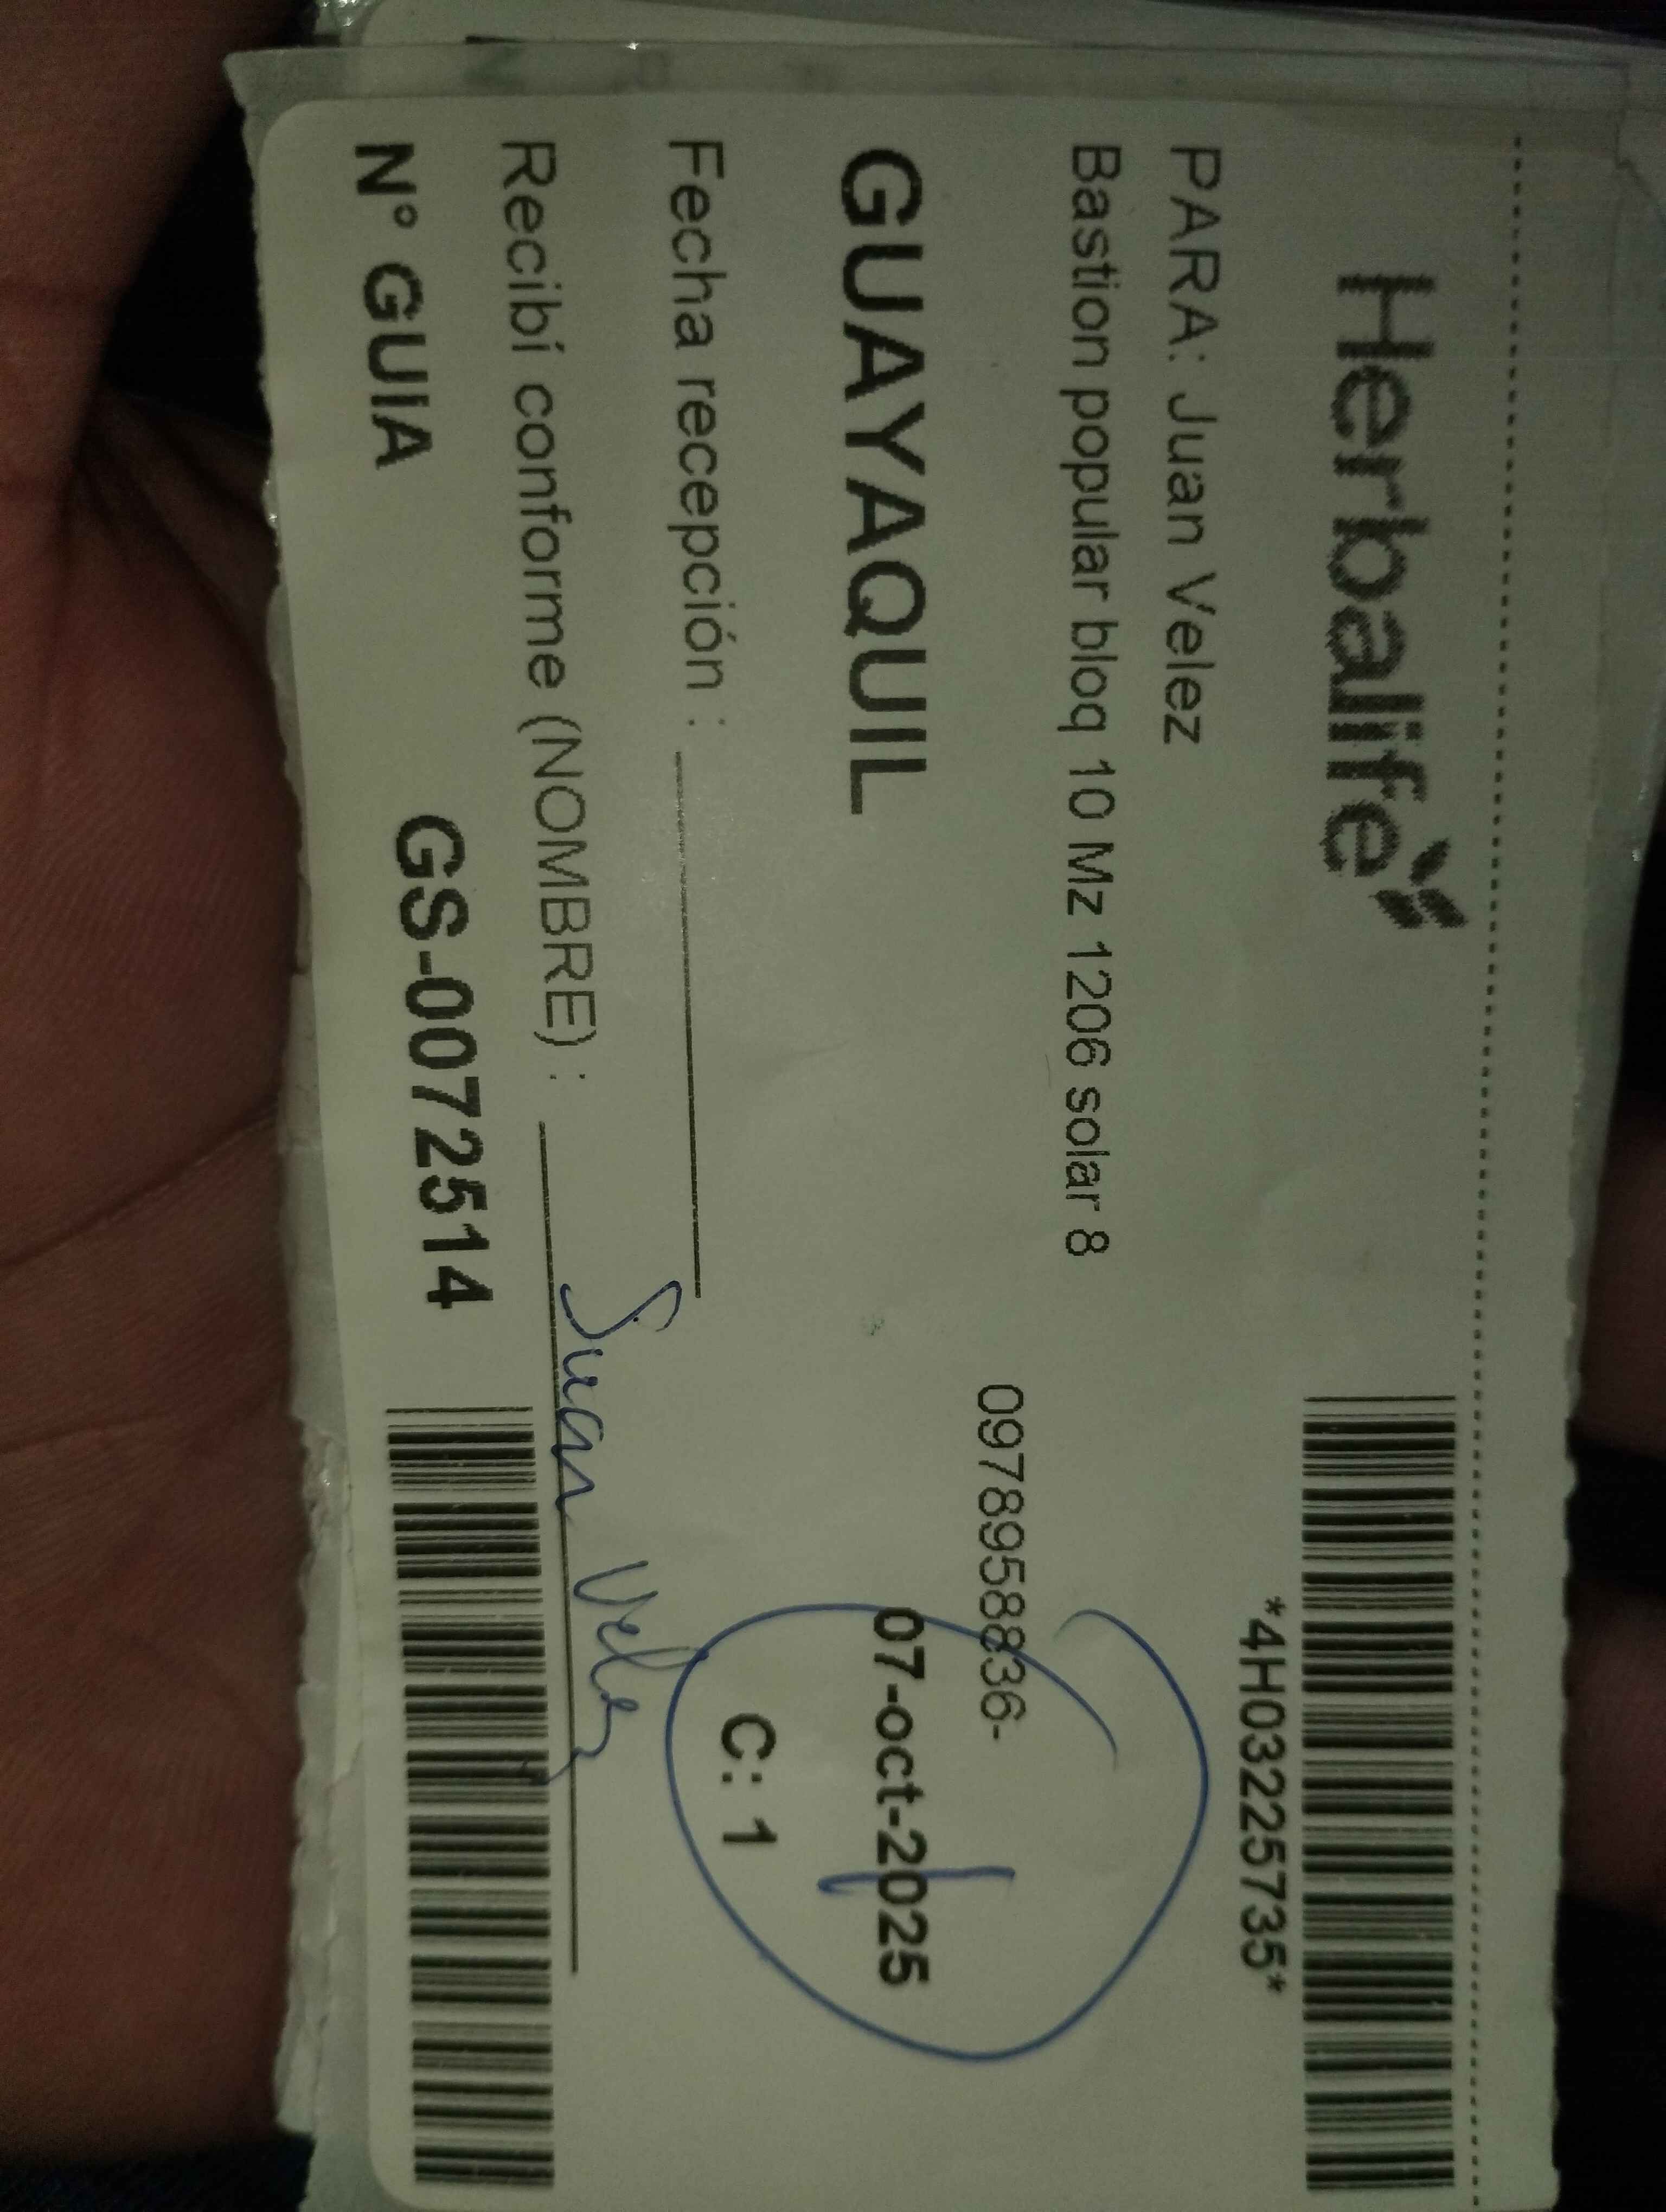 Herbalife
*4H03225735*
PARA: Juan Velez
Bastion popular bloq 10 Mz 1206 solar 8
0978958836-
GUAYAQUIL
07-oct-2025
Fecha recepción :
C: 1
Recibí conforme (NOMBRE) : Juan Velez
N° GUIA GS-0072514